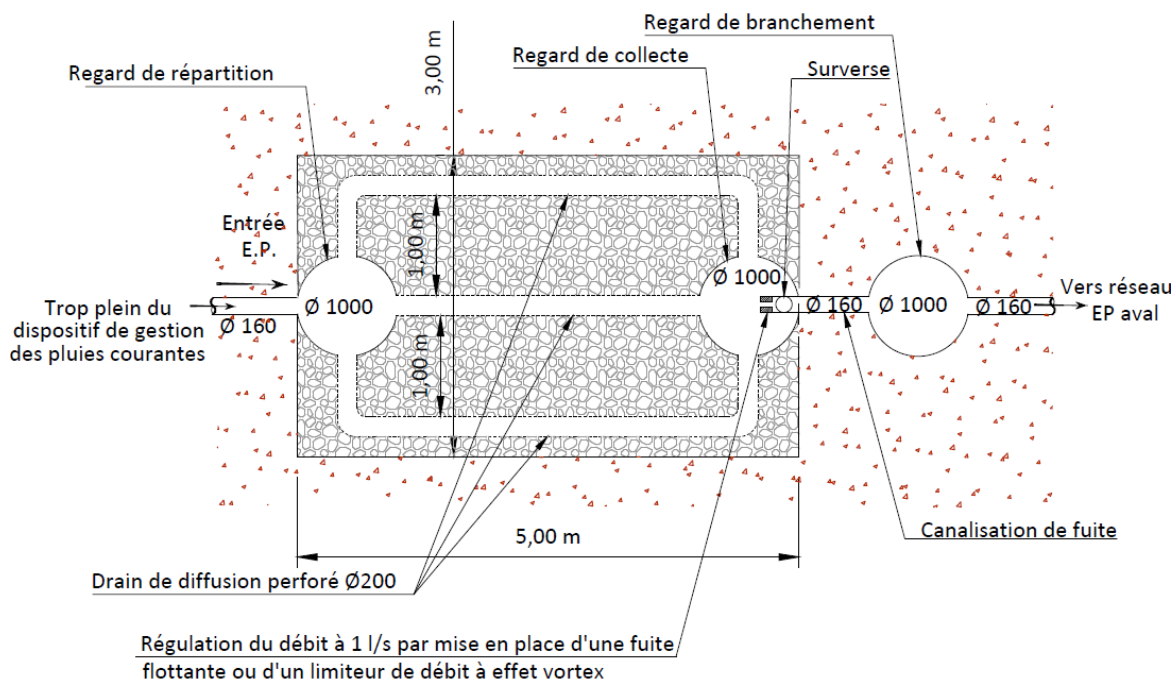 Regard de branchement
Regard de répartition
Regard de collecte
Surverse
3,00 m
Entrée
E.P.
1,00 m
Ø 1000
Trop plein du
dispositif de gestion
des pluies courantes
Ø 160
Ø 1000
Ø 160
Ø 1000
Ø 160
Vers réseau
EP aval
1,00 m
5,00 m
Canalisation de fuite
Drain de diffusion perforé Ø200
Régulation du débit à 1 l/s par mise en place d'une fuite
flottante ou d'un limiteur de débit à effet vortex